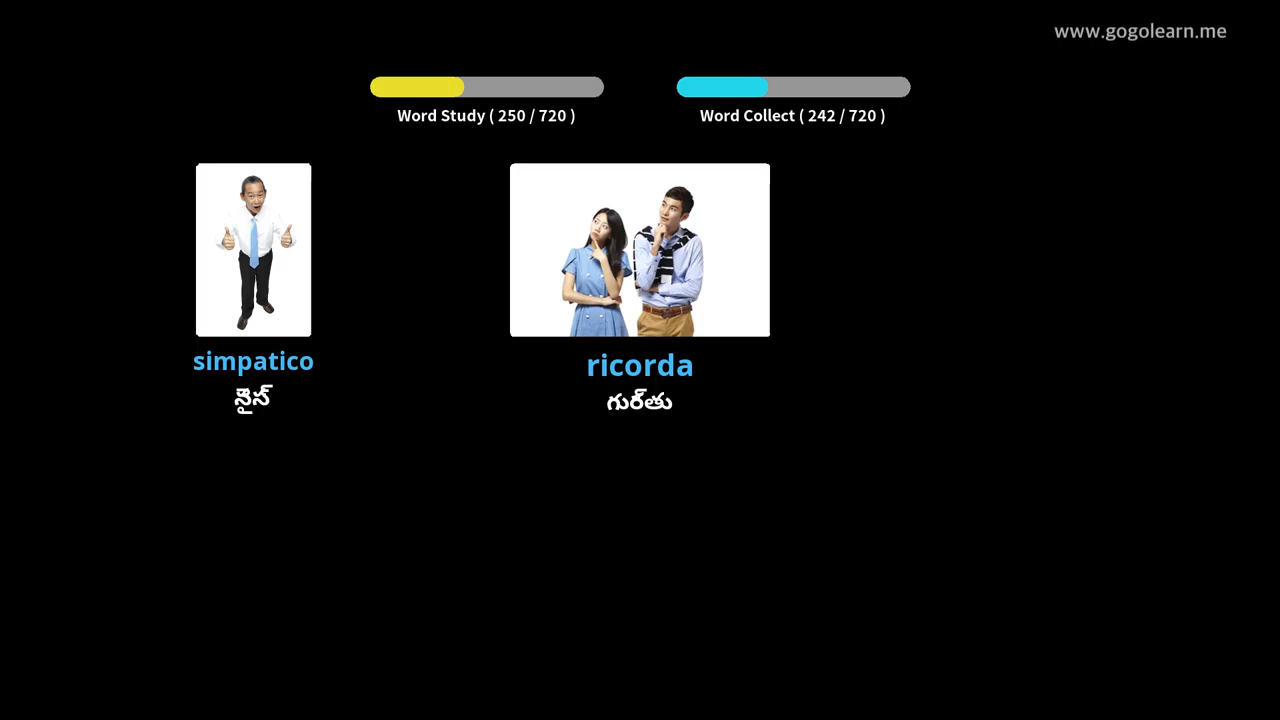 www.gogolearn.me
Word Study ( 250 / 720 )
Word Collect ( 242 / 720 )
simpatico
నైస్
ricorda
గుర్తు